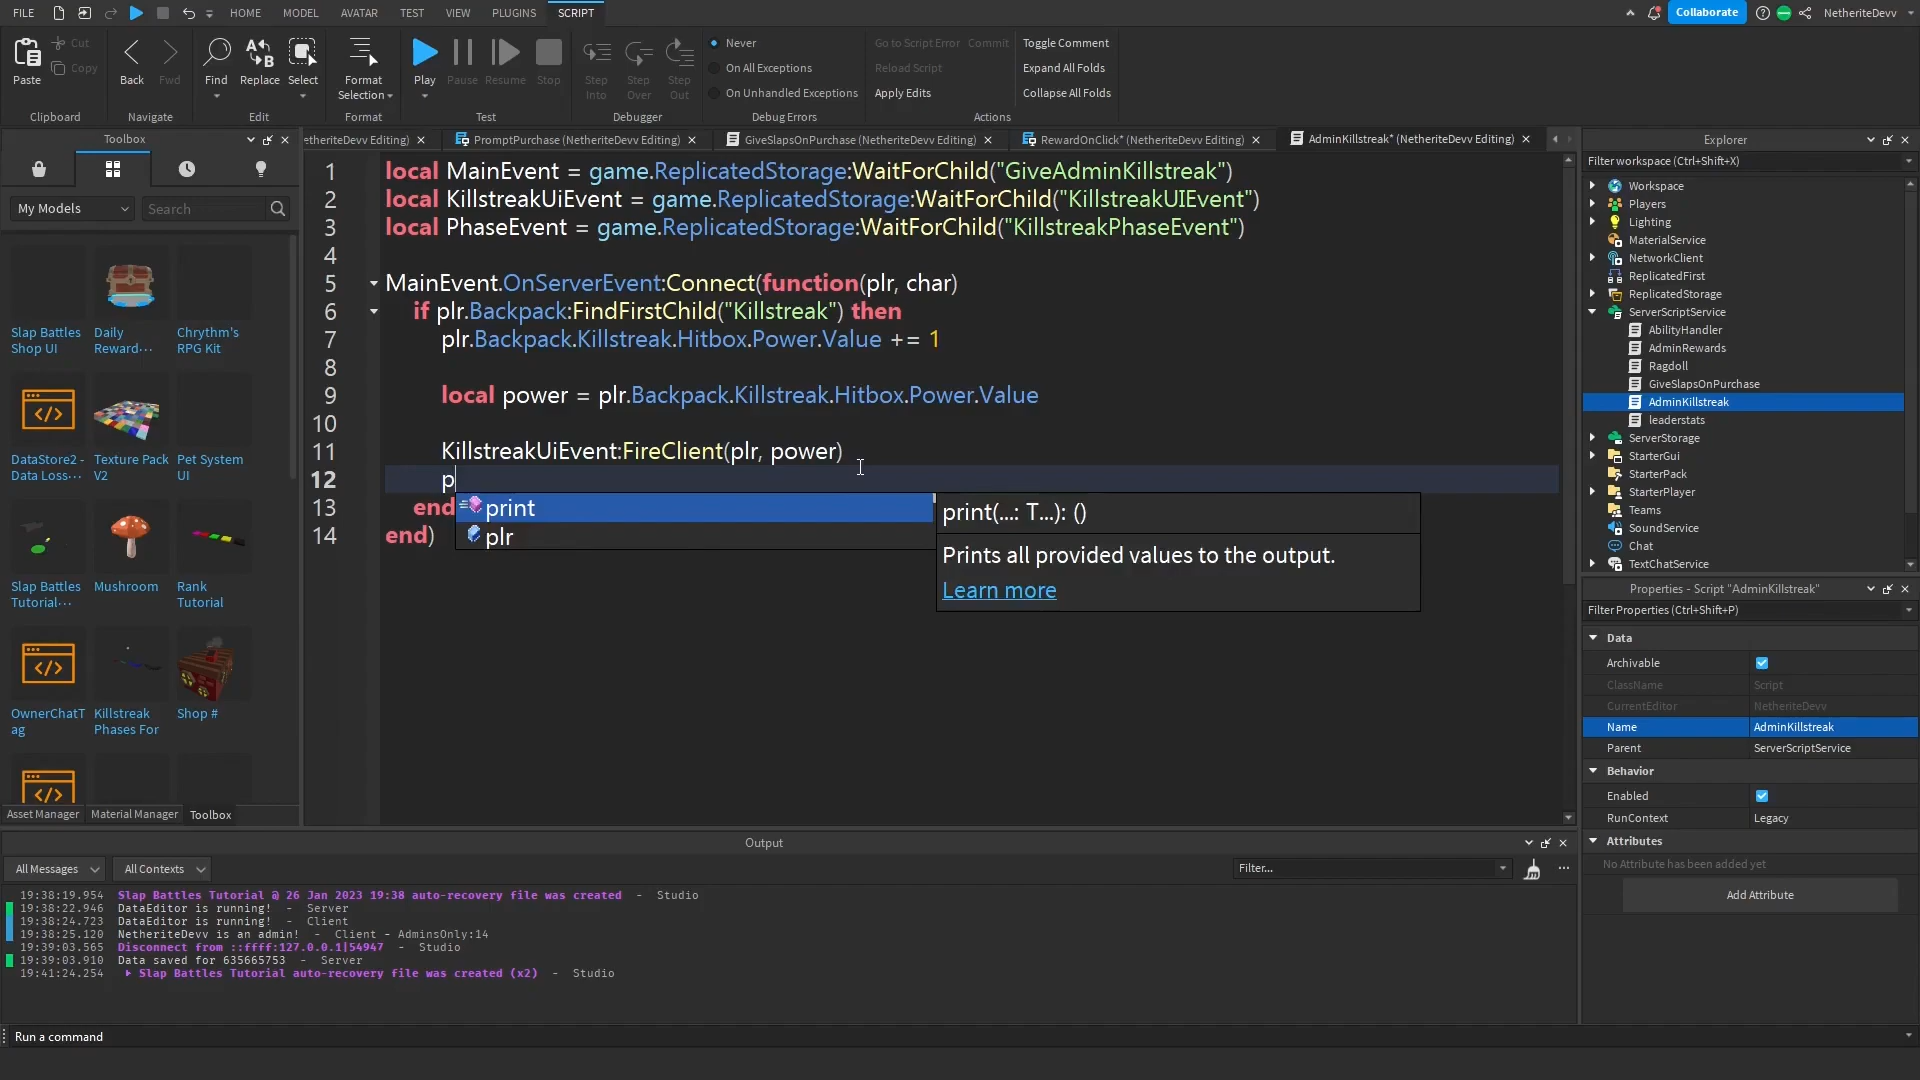 FILE HOME MODEL AVATAR TEST VIEW PLUGINS SCRIPT Collaborate NetheriteDevv
Paste Cut Copy Back Fwd Find Replace Select Format Selection Play Pause Resume Stop Step Into Step Over Step Out
Never
On All Exceptions
On Unhandled Exceptions
Go to Script Error Commit
Reload Script
Apply Edits
Toggle Comment
Expand All Folds
Collapse All Folds
Clipboard Navigate Edit Format Test Debugger Debug Errors Actions
Toolbox
My Models Search
Slap Battles Shop UI
Daily Reward...
Chrythm's RPG Kit
DataStore2 - Data Loss...
Texture Pack V2
Pet System UI
Slap Battles Tutorial...
Mushroom
Rank Tutorial
OwnerChatT ag
Killstreak Phases For
Shop #
Asset Manager Material Manager Toolbox
etheriteDevv Editing) PromptPurchase (NetheriteDevv Editing) GiveSlapsOnPurchase (NetheriteDevv Editing) RewardOnClick* (NetheriteDevv Editing) AdminKillstreak* (NetheriteDevv Editing)
1 local MainEvent = game.ReplicatedStorage:WaitForChild("GiveAdminKillstreak")
2 local KillstreakUiEvent = game.ReplicatedStorage:WaitForChild("KillstreakUIEvent")
3 local PhaseEvent = game.ReplicatedStorage:WaitForChild("KillstreakPhaseEvent")
4
5 MainEvent.OnServerEvent:Connect(function(plr, char)
6 if plr.Backpack:FindFirstChild("Killstreak") then
7 plr.Backpack.Killstreak.Hitbox.Power.Value += 1
8
9 local power = plr.Backpack.Killstreak.Hitbox.Power.Value
10
11 KillstreakUiEvent:FireClient(plr, power)
12 p
13 end
14 end)
print
plr
print(...: T...): ()
Prints all provided values to the output.
Learn more
Explorer
Filter workspace (Ctrl+Shift+X)
Workspace
Players
Lighting
MaterialService
NetworkClient
ReplicatedFirst
ReplicatedStorage
ServerScriptService
AbilityHandler
AdminRewards
Ragdoll
GiveSlapsOnPurchase
AdminKillstreak
leaderstats
ServerStorage
StarterGui
StarterPack
StarterPlayer
Teams
SoundService
Chat
TextChatService
Properties - Script "AdminKillstreak"
Filter Properties (Ctrl+Shift+P)
Data
Archivable
ClassName Script
CurrentEditor NetheriteDevv
Name AdminKillstreak
Parent ServerScriptService
Behavior
Enabled
RunContext Legacy
Attributes
No Attribute has been added yet
Add Attribute
Output
All Messages All Contexts Filter...
19:38:19.954 Slap Battles Tutorial @ 26 Jan 2023 19:38 auto-recovery file was created - Studio
19:38:22.946 DataEditor is running! - Server
19:38:24.723 DataEditor is running! - Client
19:38:25.120 NetheriteDevv is an admin! - Client - AdminsOnly:14
19:39:03.565 Disconnect from ::ffff:127.0.0.1|54947 - Studio
19:39:03.910 Data saved for 635665753 - Server
19:41:24.254 Slap Battles Tutorial auto-recovery file was created (x2) - Studio
Run a command